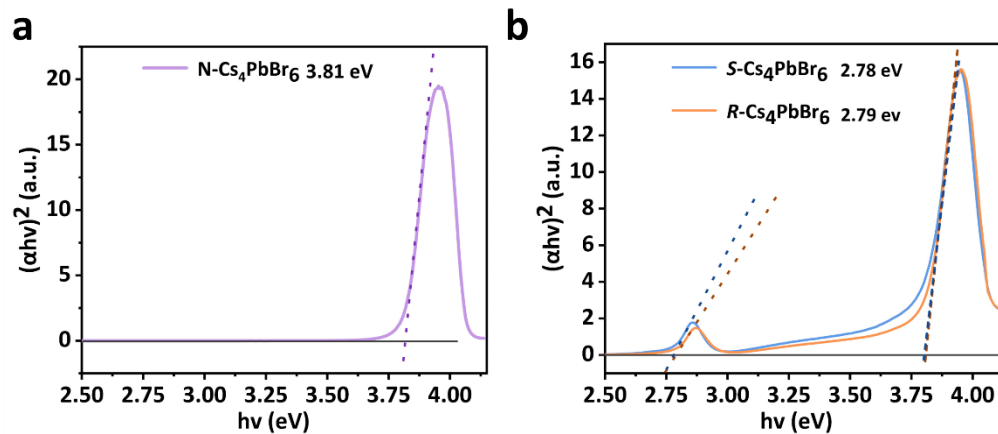 a
N-Cs4PbBr6 3.81 eV
(αhν)2 (a.u.)
20
15
10
5
0
2.50 2.75 3.00 3.25 3.50 3.75 4.00
hν (eV)
b
S-Cs4PbBr6 2.78 eV
R-Cs4PbBr6 2.79 ev
(αhν)2 (a.u.)
16
14
12
10
8
6
4
2
0
2.50 2.75 3.00 3.25 3.50 3.75 4.00
hν (eV)